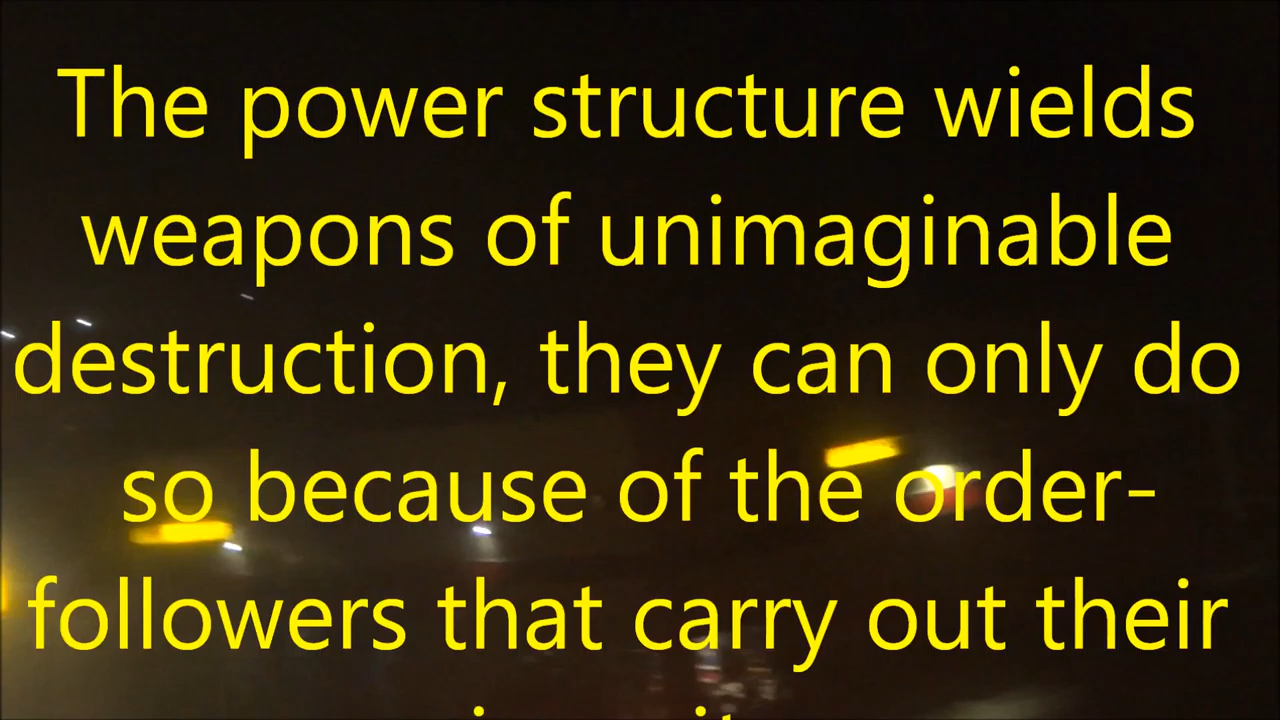 The power structure wields
weapons of unimaginable
destruction, they can only do
so because of the order-
followers that carry out their